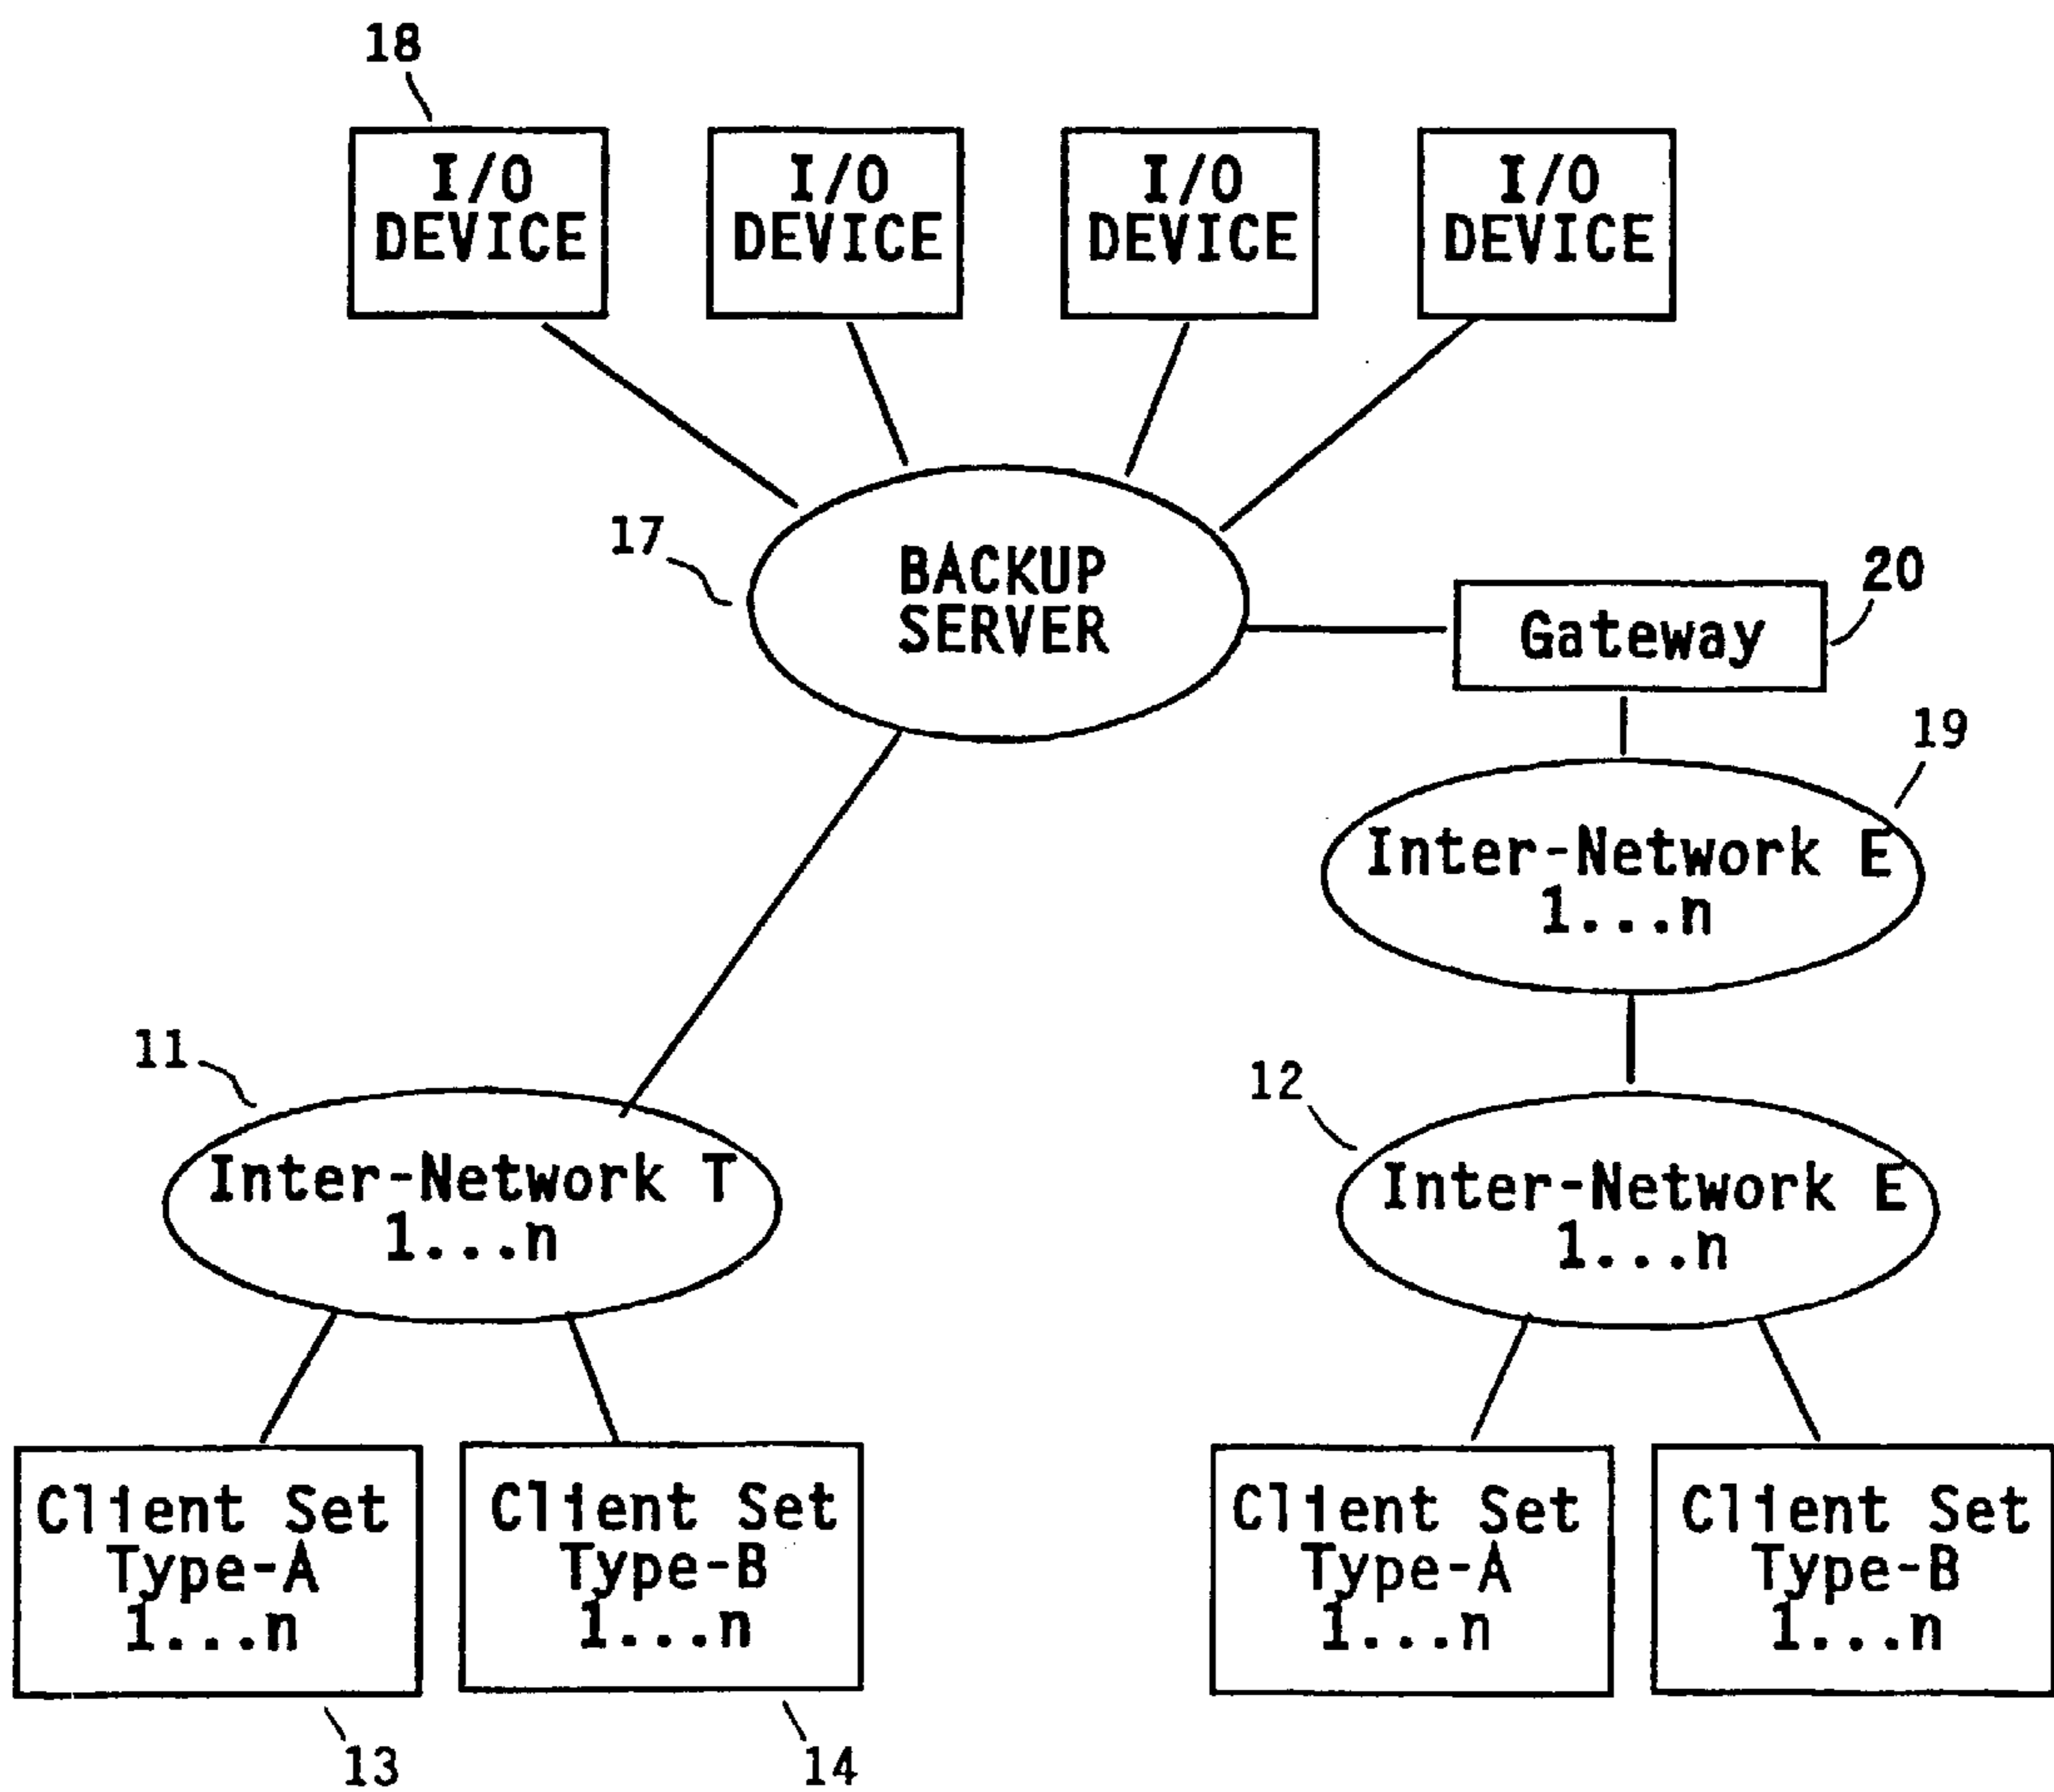 18
I/O
DEVICE
I/O
DEVICE
I/O
DEVICE
I/O
DEVICE
17
BACKUP
SERVER
20
Gateway
19
Inter-Network E
1...n
11
Inter-Network T
1...n
12
Inter-Network E
1...n
Client Set
Type-A
1...n
Client Set
Type-B
1...n
Client Set
Type-A
1...n
Client Set
Type-B
1...n
13
14